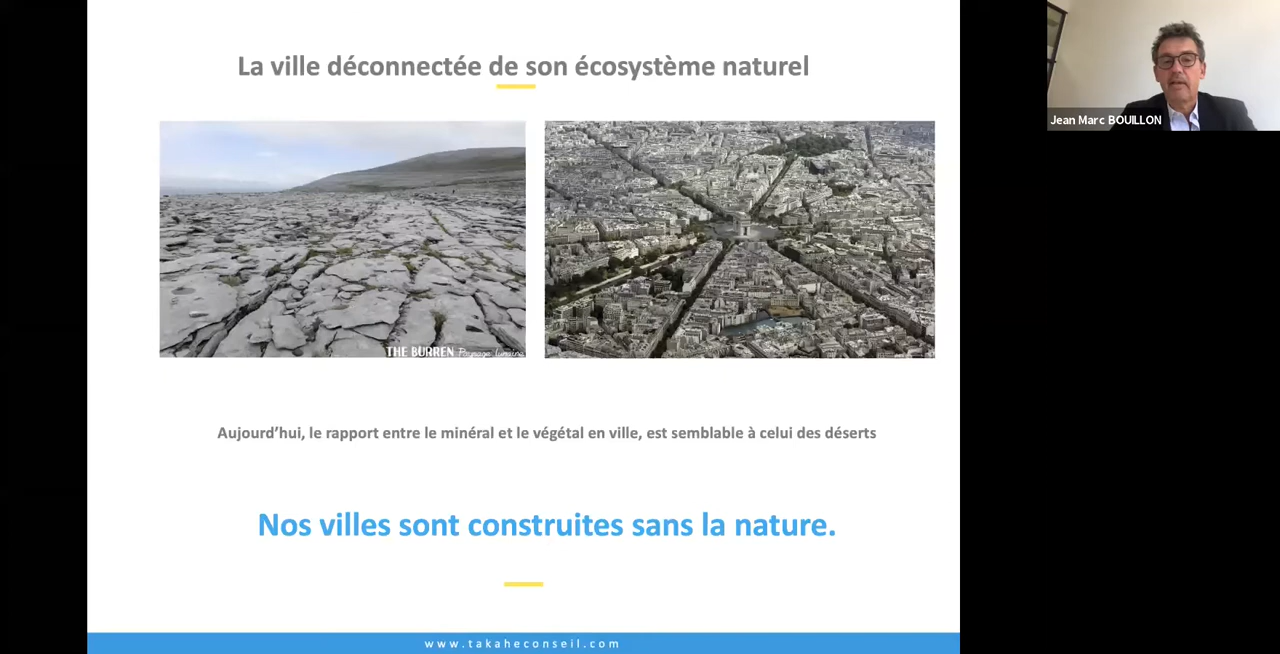 La ville déconnectée de son écosystème naturel
Jean Marc BOUILLON
THE BURREN Paysage lunaire
Aujourd’hui, le rapport entre le minéral et le végétal en ville, est semblable à celui des déserts
Nos villes sont construites sans la nature.
www.takaheconseil.com